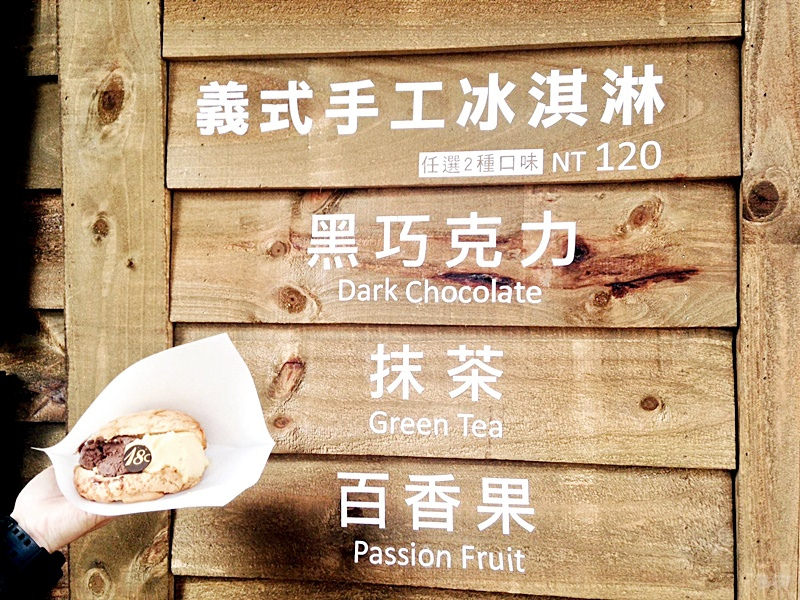 義式手工冰淇淋
任選2種口味 NT 120
黑巧克力
Dark Chocolate
抹茶
Green Tea
百香果
Passion Fruit
18C